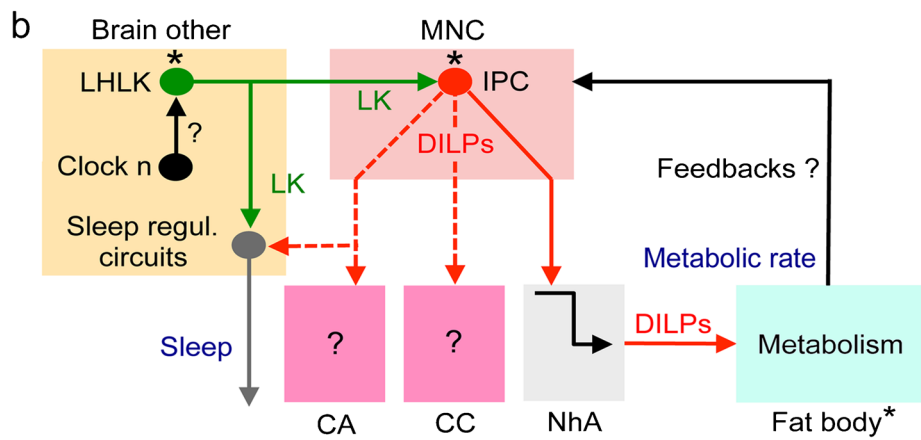 b
Brain other
*
LHLK
?
Clock n
LK
LK
Sleep regul.
circuits
Sleep
MNC
*
IPC
DILPs
?
CA
?
CC
NhA
DILPs
Feedbacks ?
Metabolic rate
Metabolism
Fat body*